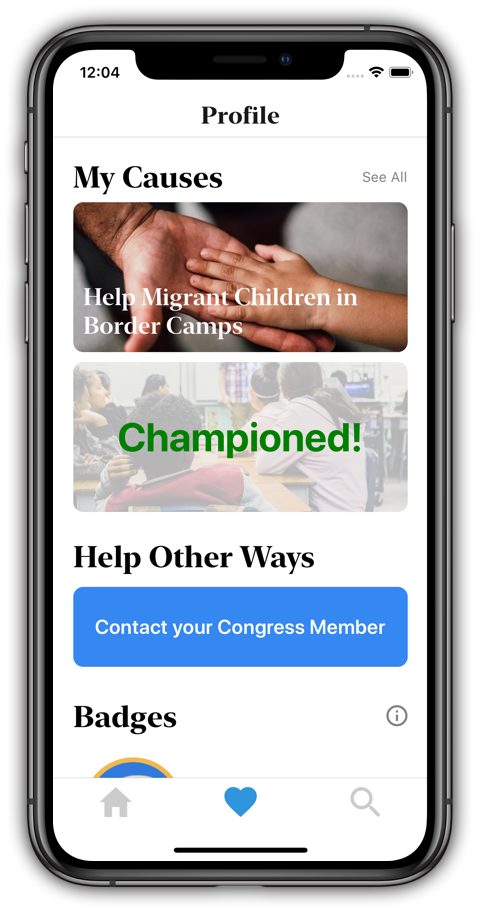 12:04
Profile
My Causes
See All
Help Migrant Children in
Border Camps
Championed!
Help Other Ways
Contact your Congress Member
Badges